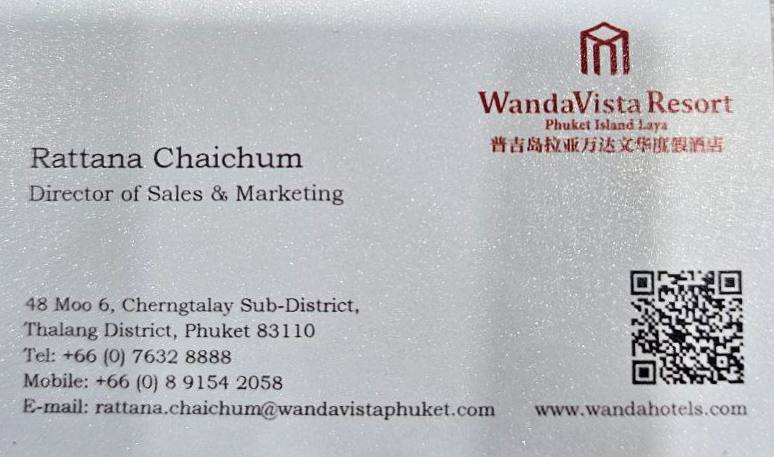 WandaVista Resort
Phuket Island Laya
普吉岛拉亚万达文华度假酒店
Rattana Chaichum
Director of Sales & Marketing
48 Moo 6, Cherngtalay Sub-District,
Thalang District, Phuket 83110
Tel: +66 (0) 7632 8888
Mobile: +66 (0) 8 9154 2058
E-mail: rattana.chaichum@wandavistaphuket.com
www.wandahotels.com